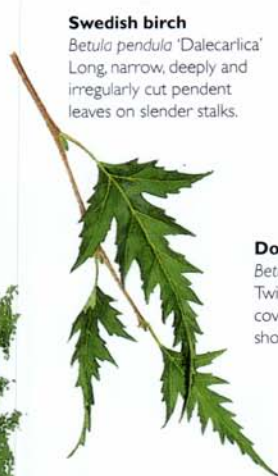 Swedish birch
Betula pendula 'Dalecarlica'
Long, narrow, deeply and
irregularly cut pendent
leaves on slender stalks.
Do
Bet
Twi
cov
sho